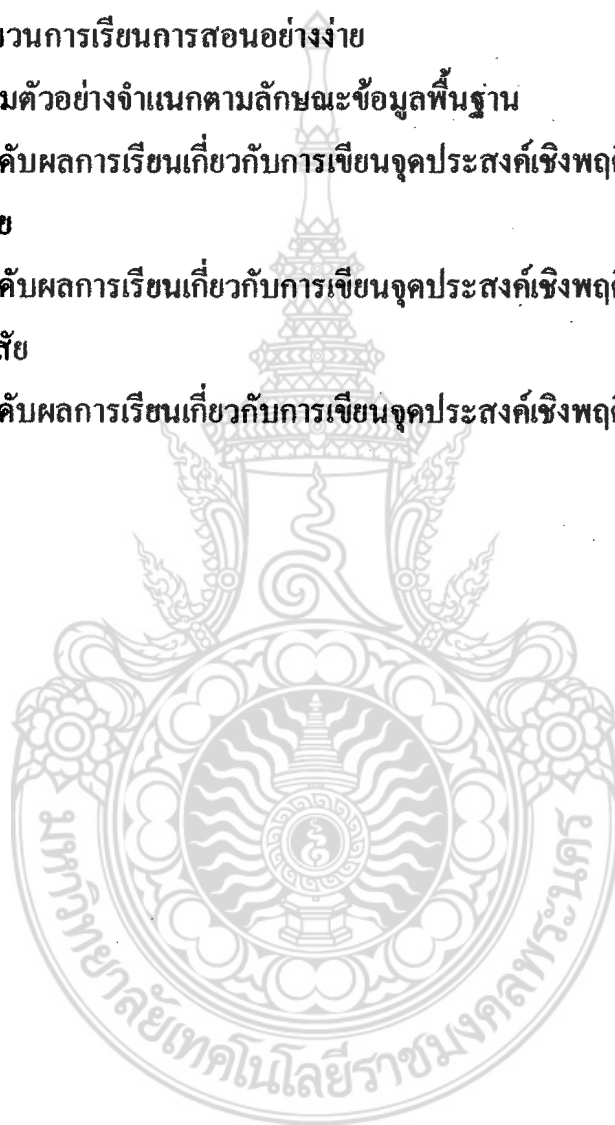 วนการเรียนการสอนอย่างง่าย
มตัวอย่างจำแนกตามลักษณะข้อมูลพื้นฐาน
ดับผลการเรียนเกี่ยวกับการเขียนจุดประสงค์เชิงพฤติ
ย
ดับผลการเรียนเกี่ยวกับการเขียนจุดประสงค์เชิงพฤติ
สัย
ดับผลการเรียนเกี่ยวกับการเขียนจุดประสงค์เชิงพฤติ
มหาวิทยาลัยเทคโนโลยีราชมงคลพระนคร